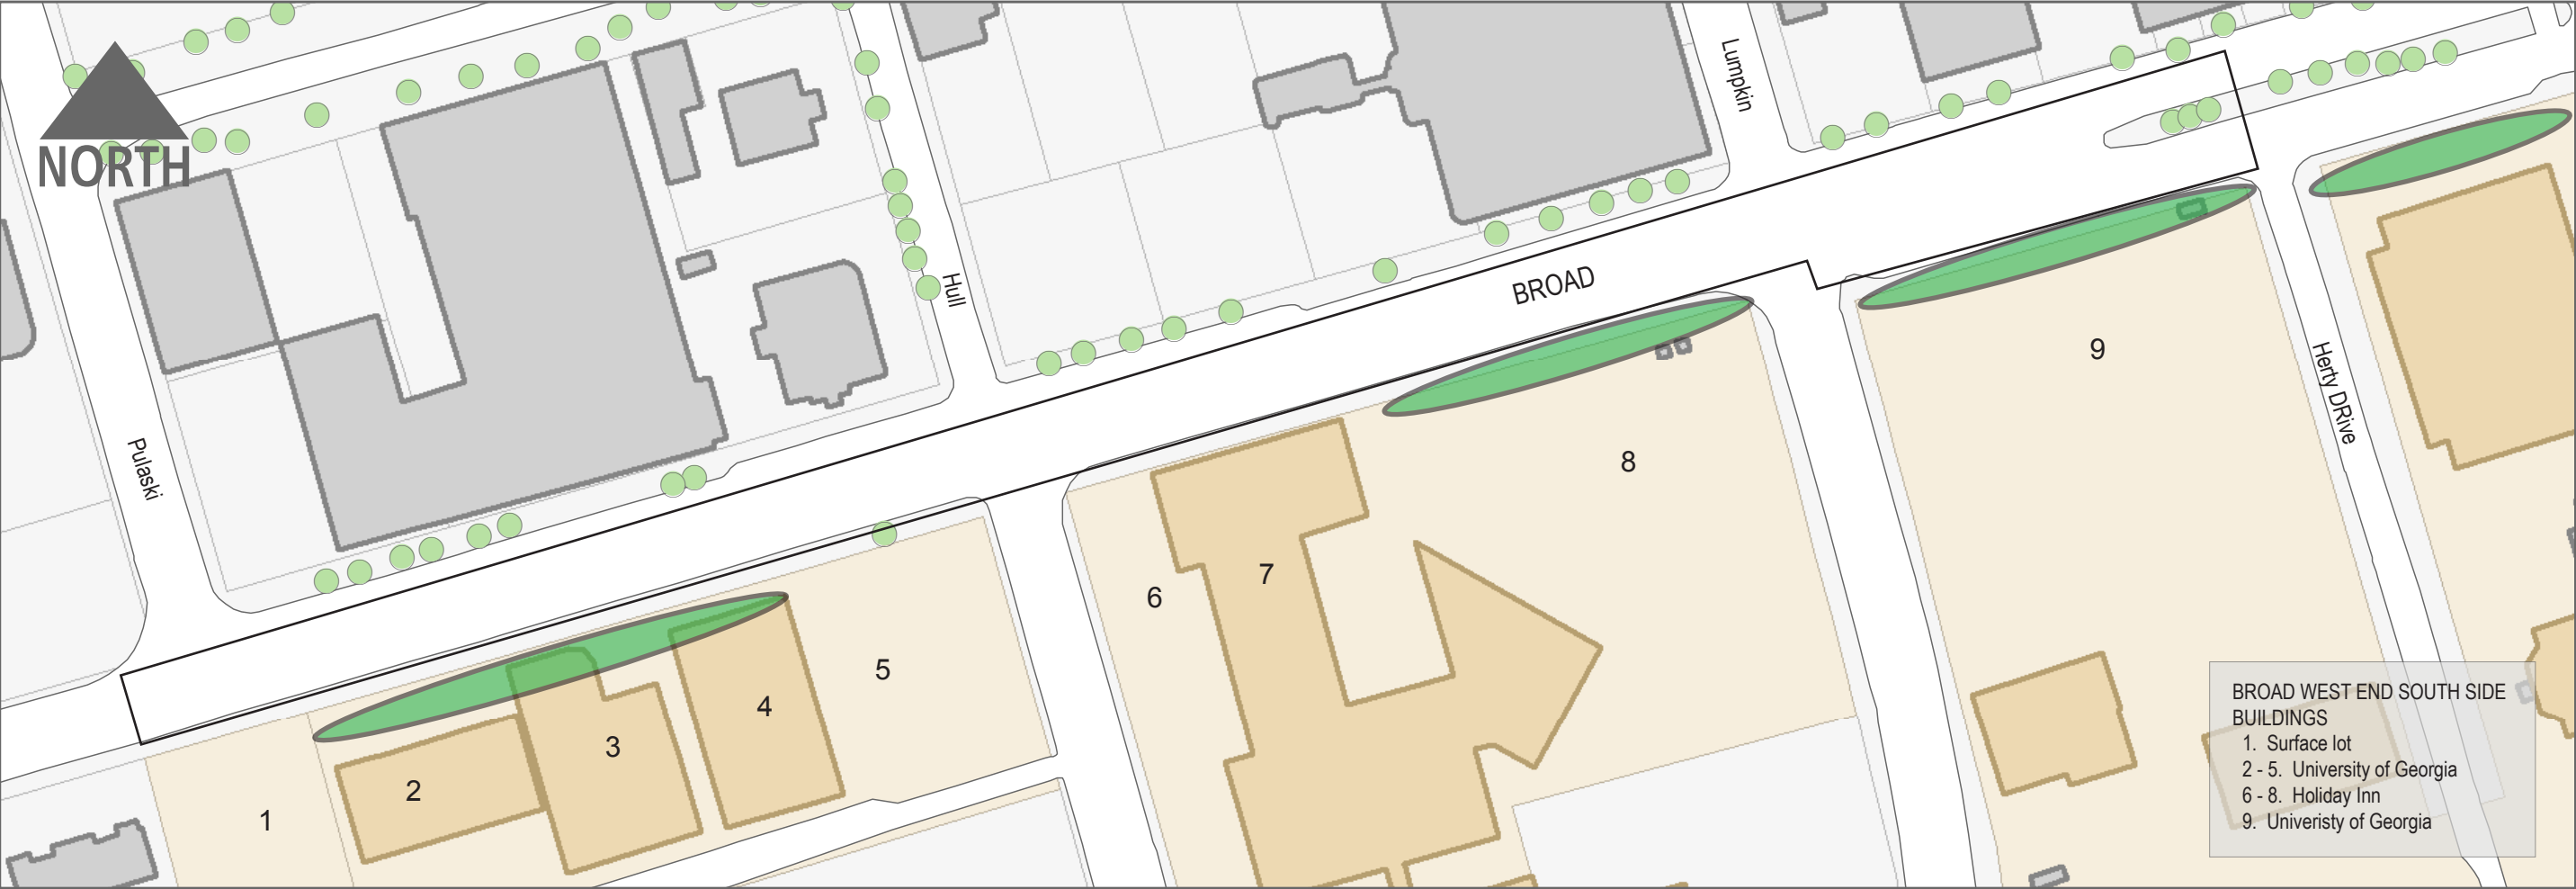 NORTH
Lumpkin
Hull
BROAD
Pulaski
Herty DRive
9
8
7
6
5
4
3
2
1
BROAD WEST END SOUTH SIDE
BUILDINGS
1. Surface lot
2 - 5. University of Georgia
6 - 8. Holiday Inn
9. Univeristy of Georgia